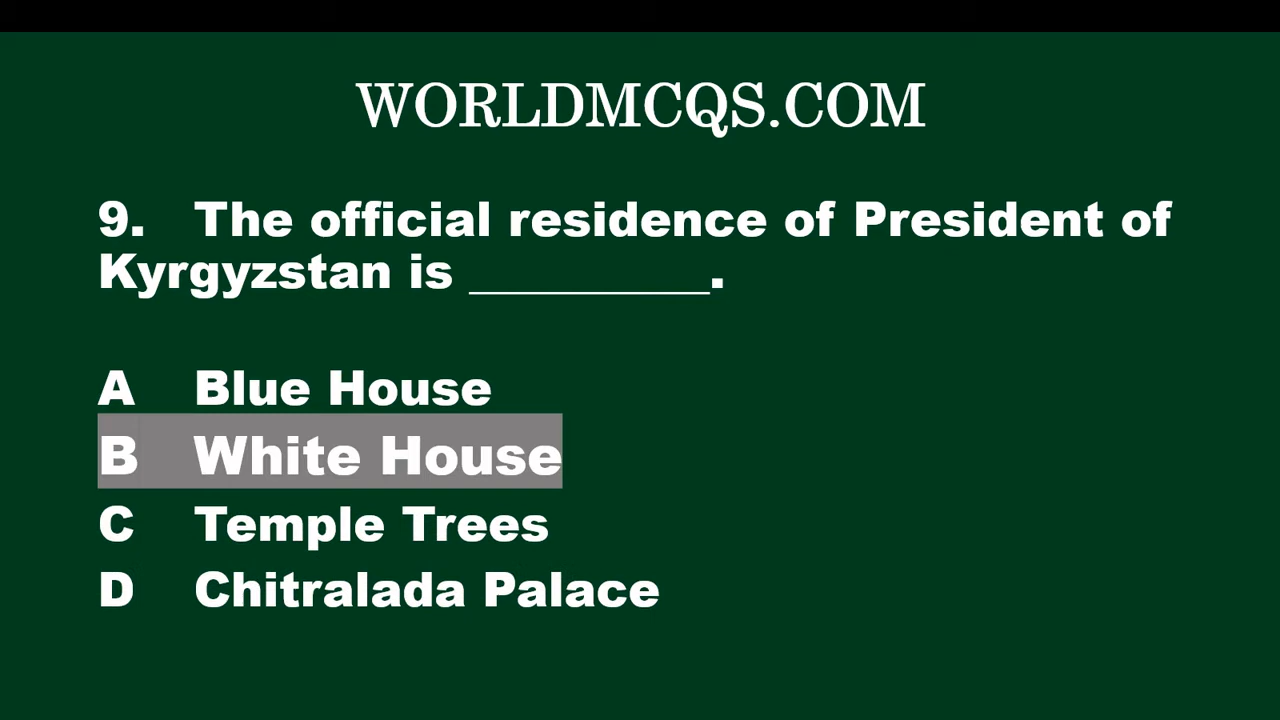 WORLDMCQS.COM
9. The official residence of President of
Kyrgyzstan is __________.
A Blue House
B White House
C Temple Trees
D Chitralada Palace